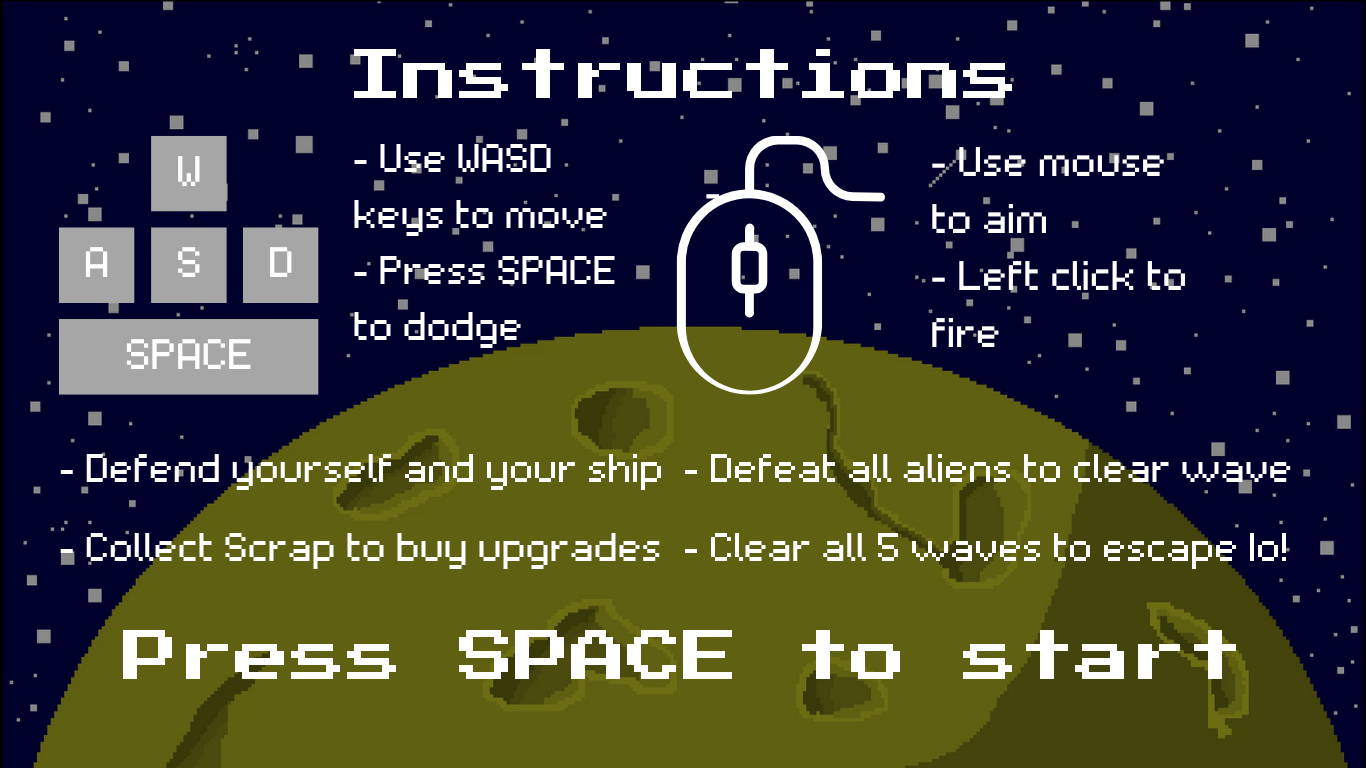 Instructions
W
A S D
SPACE
- Use WASD
keys to move
- Press SPACE
to dodge
- Use mouse
to aim
- Left click to
fire
- Defend yourself and your ship
- Defeat all aliens to clear wave
- Collect Scrap to buy upgrades
- Clear all 5 waves to escape Io!
Press SPACE to start